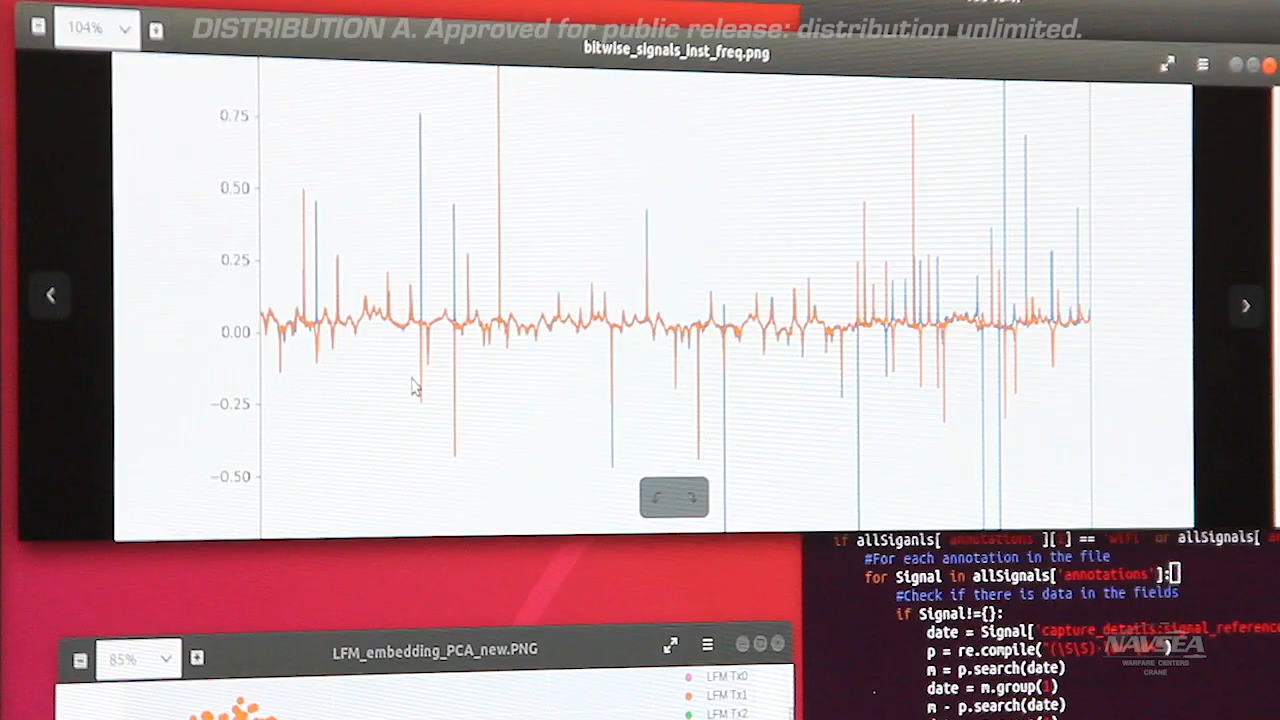 DISTRIBUTION A. Approved for public release: distribution unlimited.
104%
bitwise_signals_inst_freq.png
0.75
0.50
0.25
0.00
−0.25
−0.50
if allSiganls[ annotations ][ ] == 'wifi or allSignals[
#For each annotation in the file
for Signal in allSignals['annotations']:
#Check if there is data in the fields
if Signal!={}:
date = Signal['capture_details:signal_reference
p = re.compile(
m = p.search(date)
date = m.group(1)
m - p.search(date)
NAVSEA
WARFARE CENTERS
CRANE
85%
LFM_embedding_PCA_new.PNG
LFM Tx0
LFM Tx1
LFM Tx2